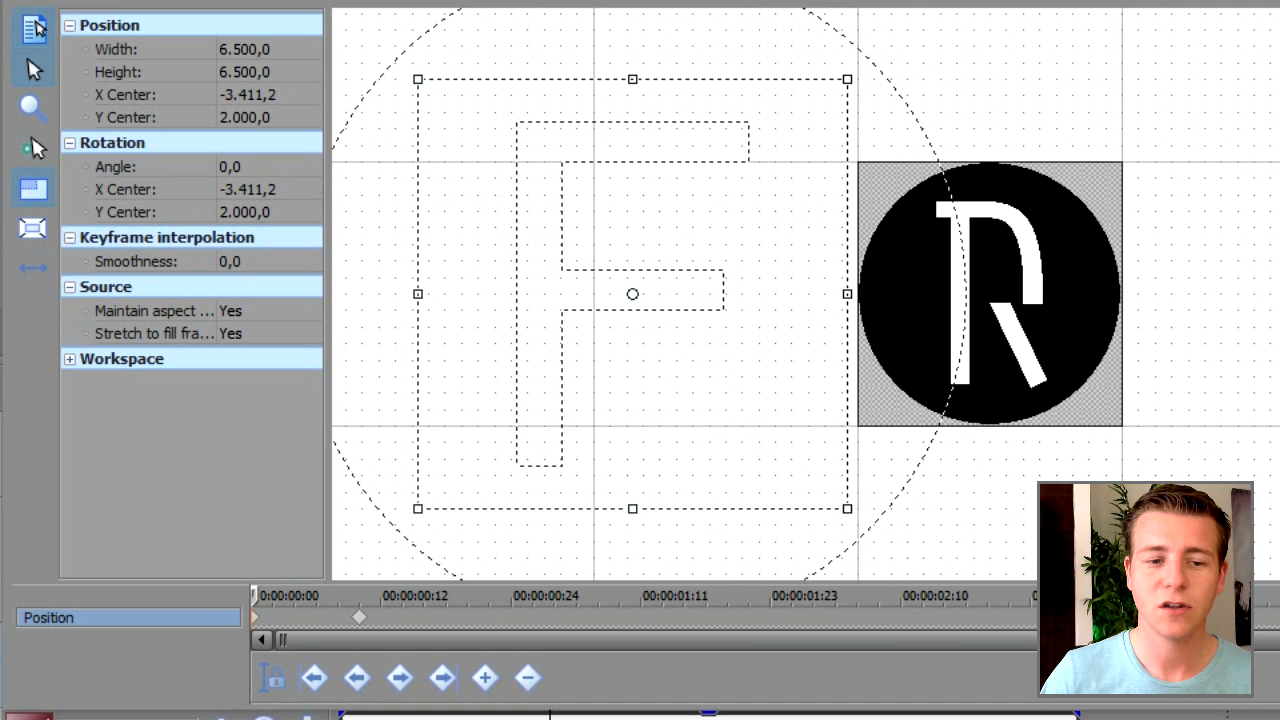 Position
Width: 6.500,0
Height: 6.500,0
X Center: -3.411,2
Y Center: 2.000,0
Rotation
Angle: 0,0
X Center: -3.411,2
Y Center: 2.000,0
Keyframe interpolation
Smoothness: 0,0
Source
Maintain aspect ... Yes
Stretch to fill fra... Yes
Workspace
R
0:00:00:00 00:00:00:12 00:00:00:24 00:00:01:11 00:00:01:23 00:00:02:10
Position